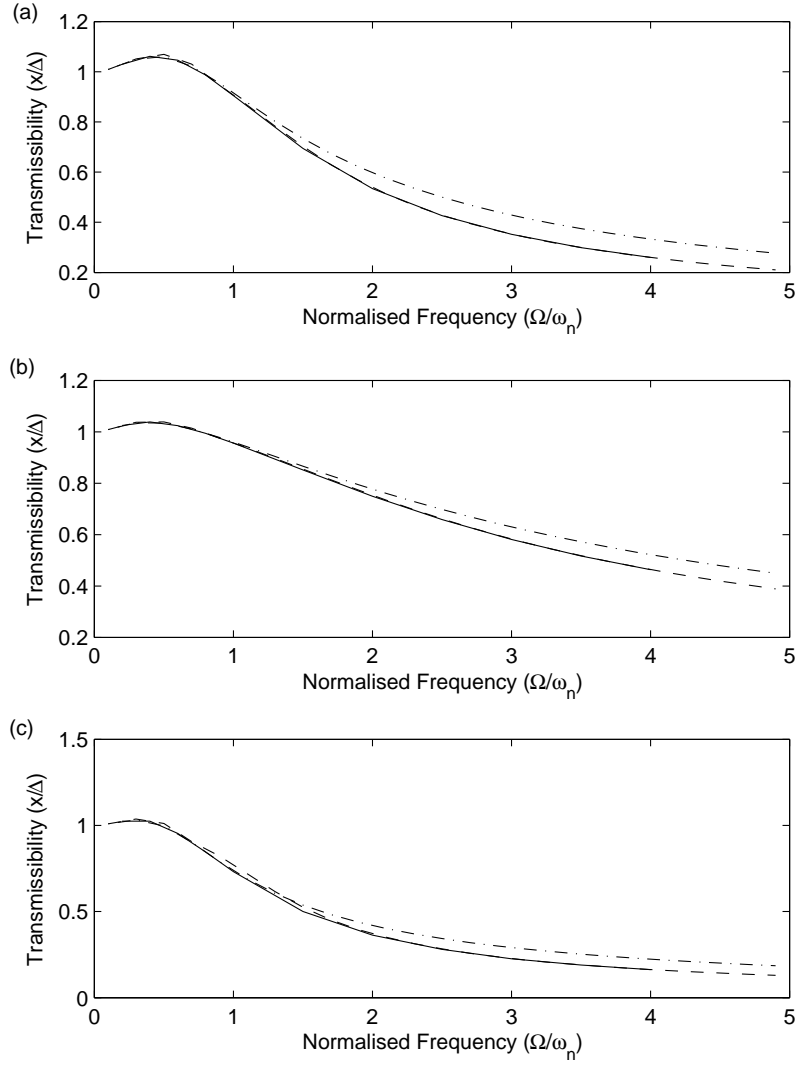 (a)
1.2
1
0.8
0.6
0.4
0.2
Transmissibility (x/Δ)
0 1 2 3 4 5
Normalised Frequency (Ω/ωn)
(b)
1.2
1
0.8
0.6
0.4
0.2
Transmissibility (x/Δ)
0 1 2 3 4 5
Normalised Frequency (Ω/ωn)
(c)
1.5
1
0.5
0
Transmissibility (x/Δ)
0 1 2 3 4 5
Normalised Frequency (Ω/ωn)